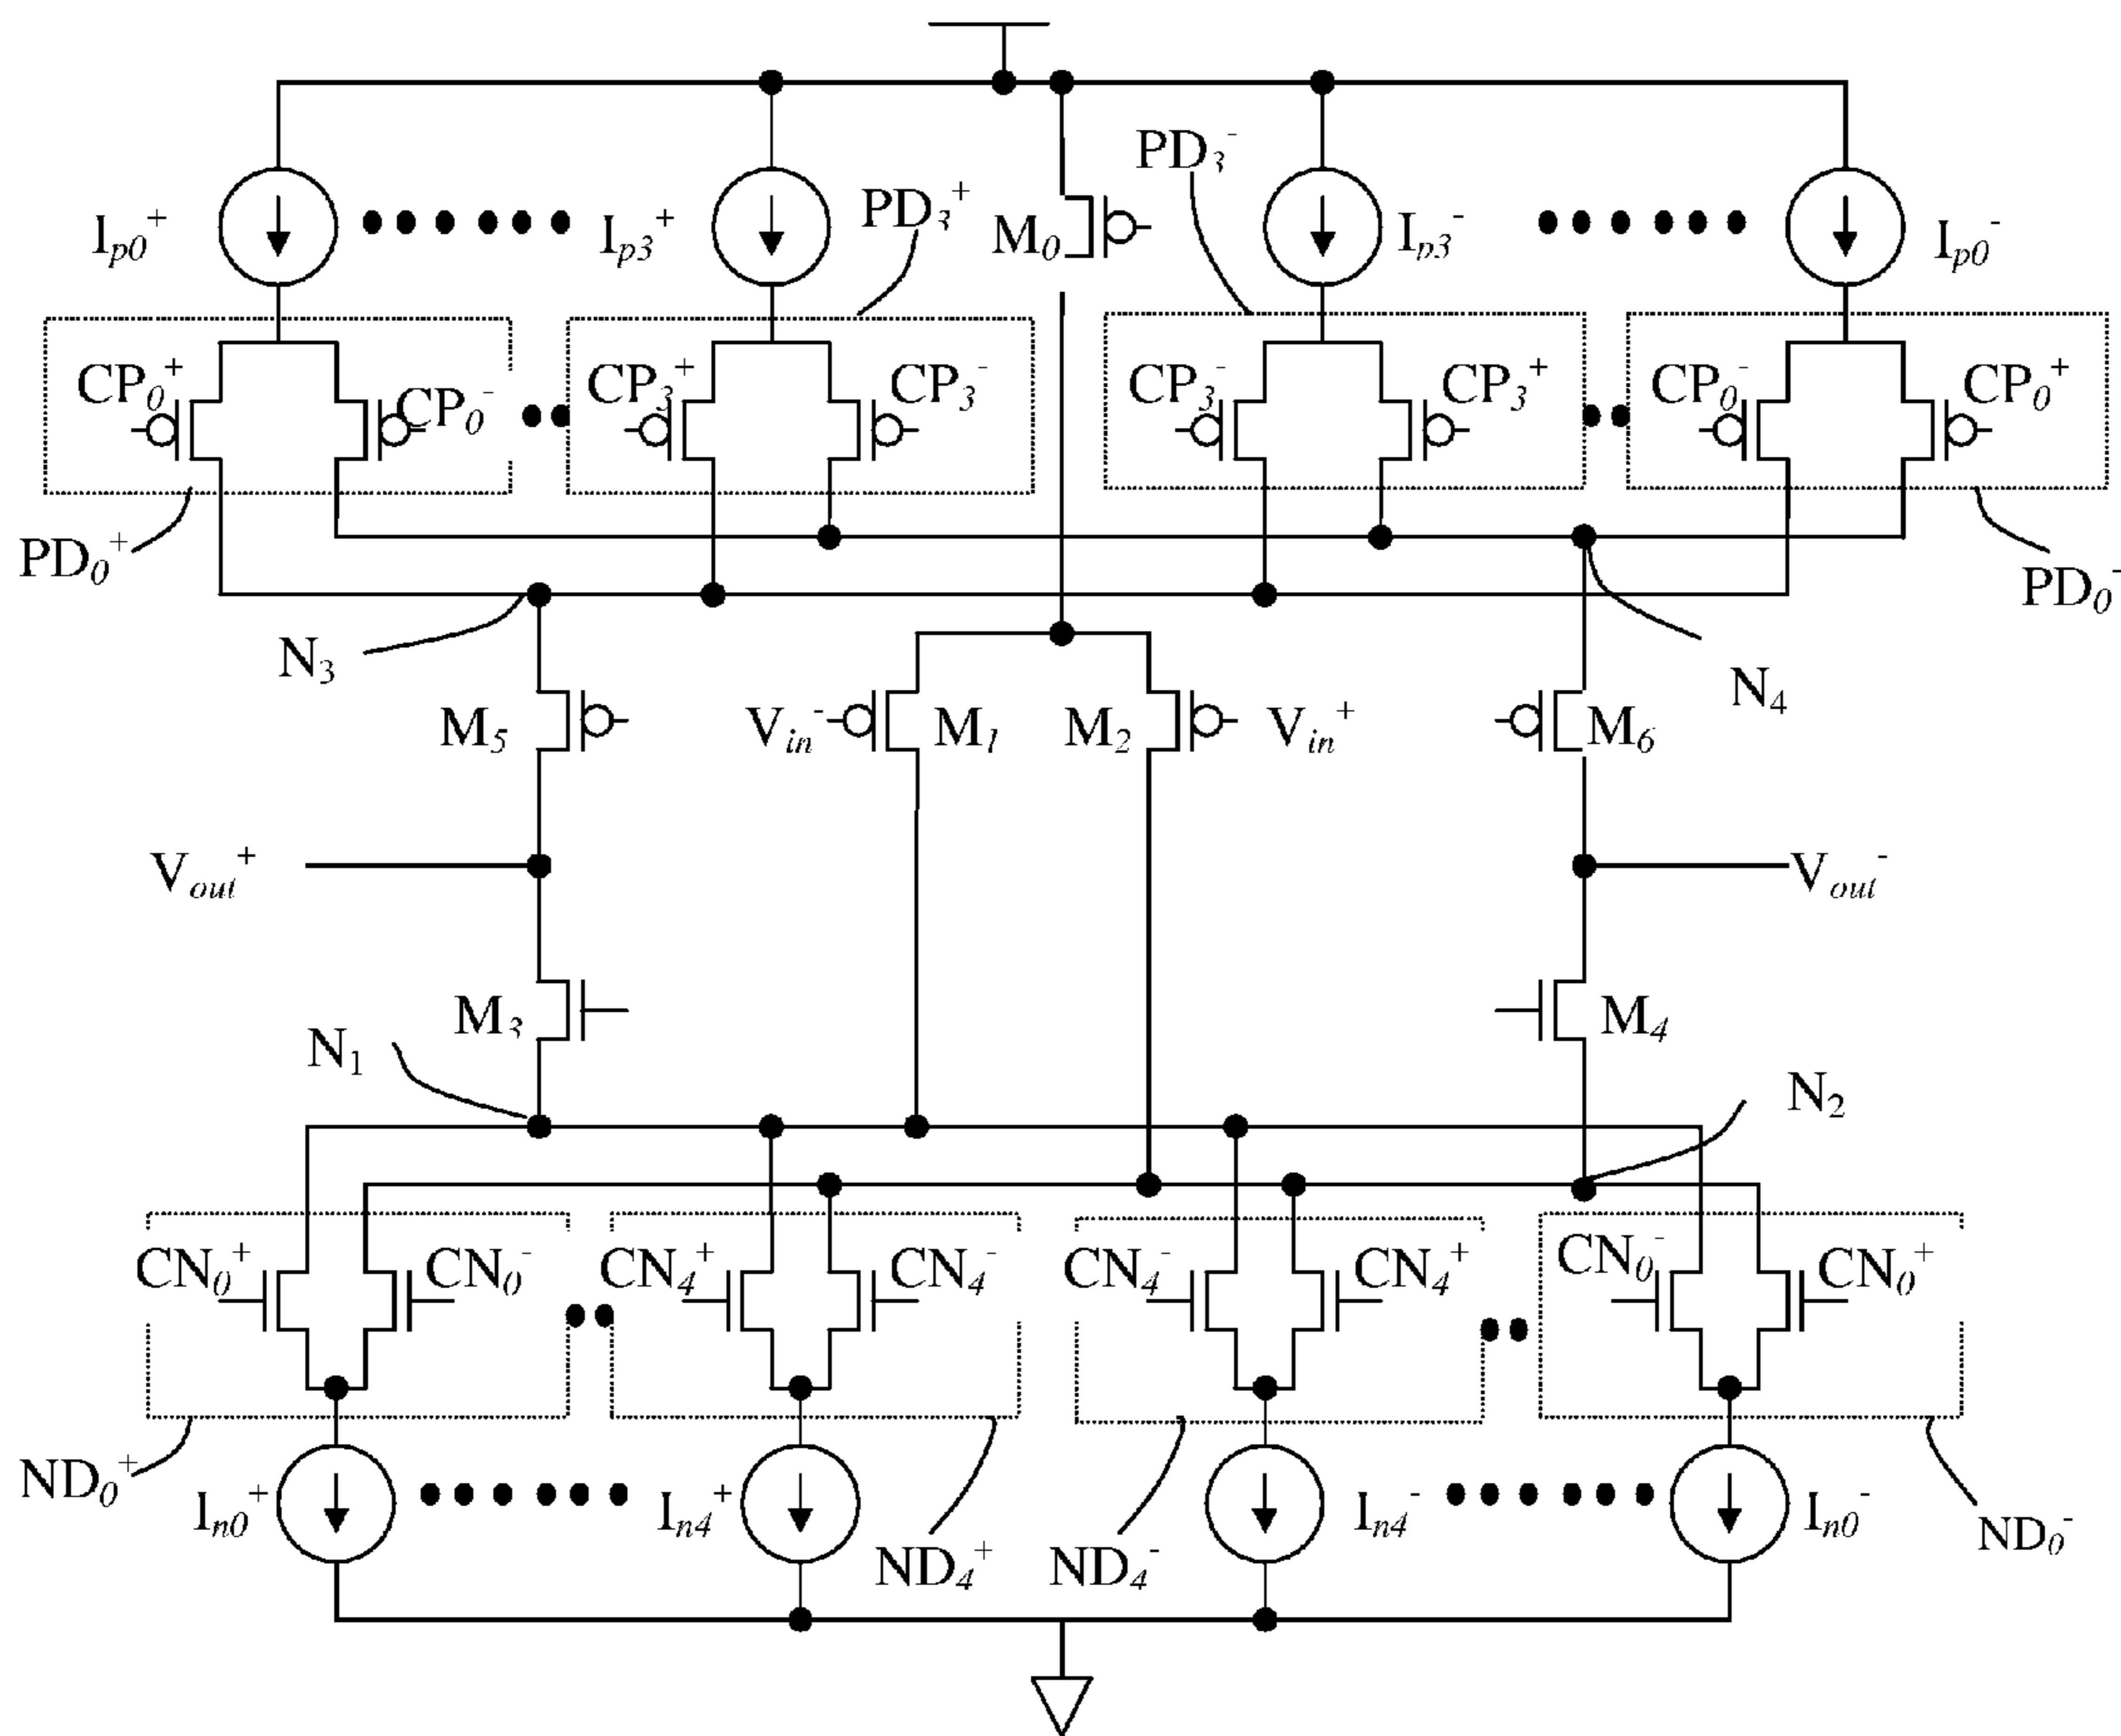 PD₃⁻
PD₃⁺
Iₚ₀⁺
Iₚ₃⁺
M₀
Iₚ₃⁻
Iₚ₀⁻
CP₀⁺
CP₀⁻
CP₃⁺
CP₃⁻
CP₃⁻
CP₃⁺
CP₀⁻
CP₀⁺
PD₀⁺
PD₀⁻
N₃
N₄
M₅
Vᵢₙ⁻
M₁
M₂
Vᵢₙ⁺
M₆
Vₒᵤₜ⁺
Vₒᵤₜ⁻
M₃
M₄
N₁
N₂
CN₀⁺
CN₀⁻
CN₄⁺
CN₄⁻
CN₄⁻
CN₄⁺
CN₀⁻
CN₀⁺
ND₀⁺
Iₙ₀⁺
Iₙ₄⁺
Iₙ₄⁻
Iₙ₀⁻
ND₄⁺
ND₄⁻
ND₀⁻